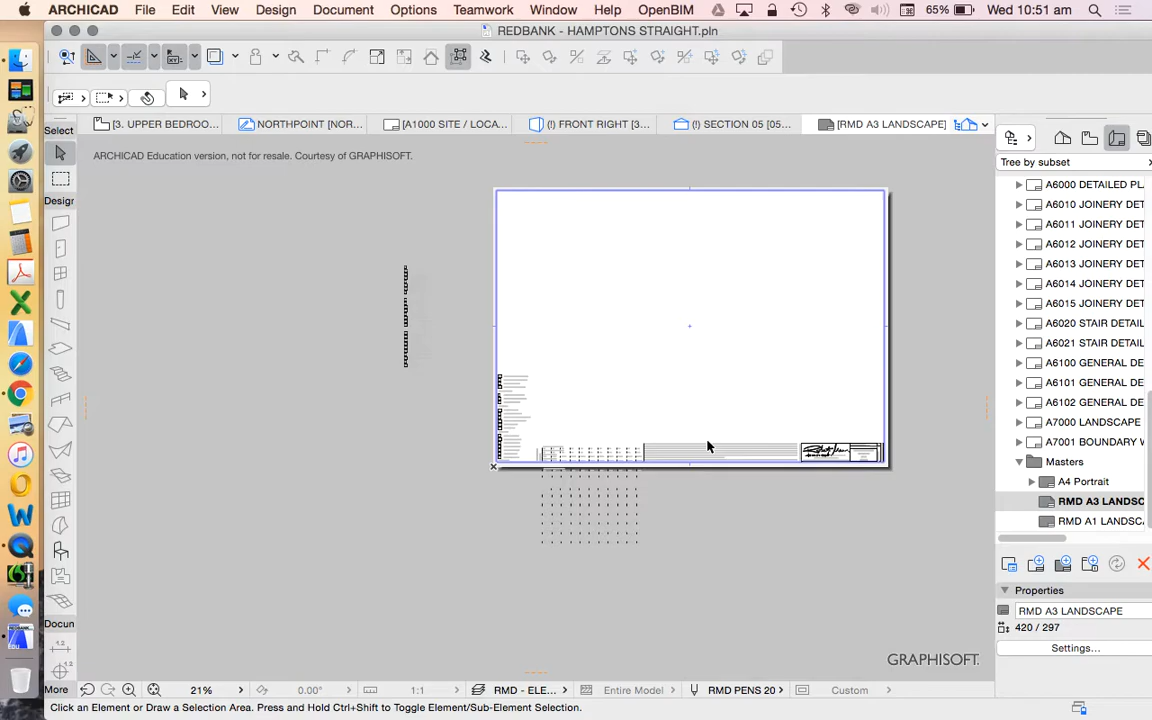 ARCHICAD File Edit View Design Document Options Teamwork Window Help OpenBIM 65% Wed 10:51 am
REDBANK - HAMPTONS STRAIGHT.pln
[3. UPPER BEDROO... NORTHPOINT [NOR... [A1000 SITE / LOCA... (!) FRONT RIGHT [3... (!) SECTION 05 [05... [RMD A3 LANDSCAPE]
Select
ARCHICAD Education version, not for resale. Courtesy of GRAPHISOFT.
Tree by subset
A6000 DETAILED PL
Desigr
A6010 JOINERY DET
A6011 JOINERY DET
A6012 JOINERY DET
A6013 JOINERY DET
A6014 JOINERY DET
A6015 JOINERY DET
A6020 STAIR DETAIL
A6021 STAIR DETAIL
A6100 GENERAL DE
A6101 GENERAL DE
A6102 GENERAL DE
A7000 LANDSCAPE
A7001 BOUNDARY W
Masters
A4 Portrait
RMD A3 LANDSC
RMD A1 LANDSC
Properties
RMD A3 LANDSCAPE
Docun
420 / 297
1.2
Settings...
GRAPHISOFT.
1.2
More 21% 0.00° 1:1 RMD - ELE... Entire Model RMD PENS 20 Custom
Click an Element or Draw a Selection Area. Press and Hold Ctrl+Shift to Toggle Element/Sub-Element Selection.